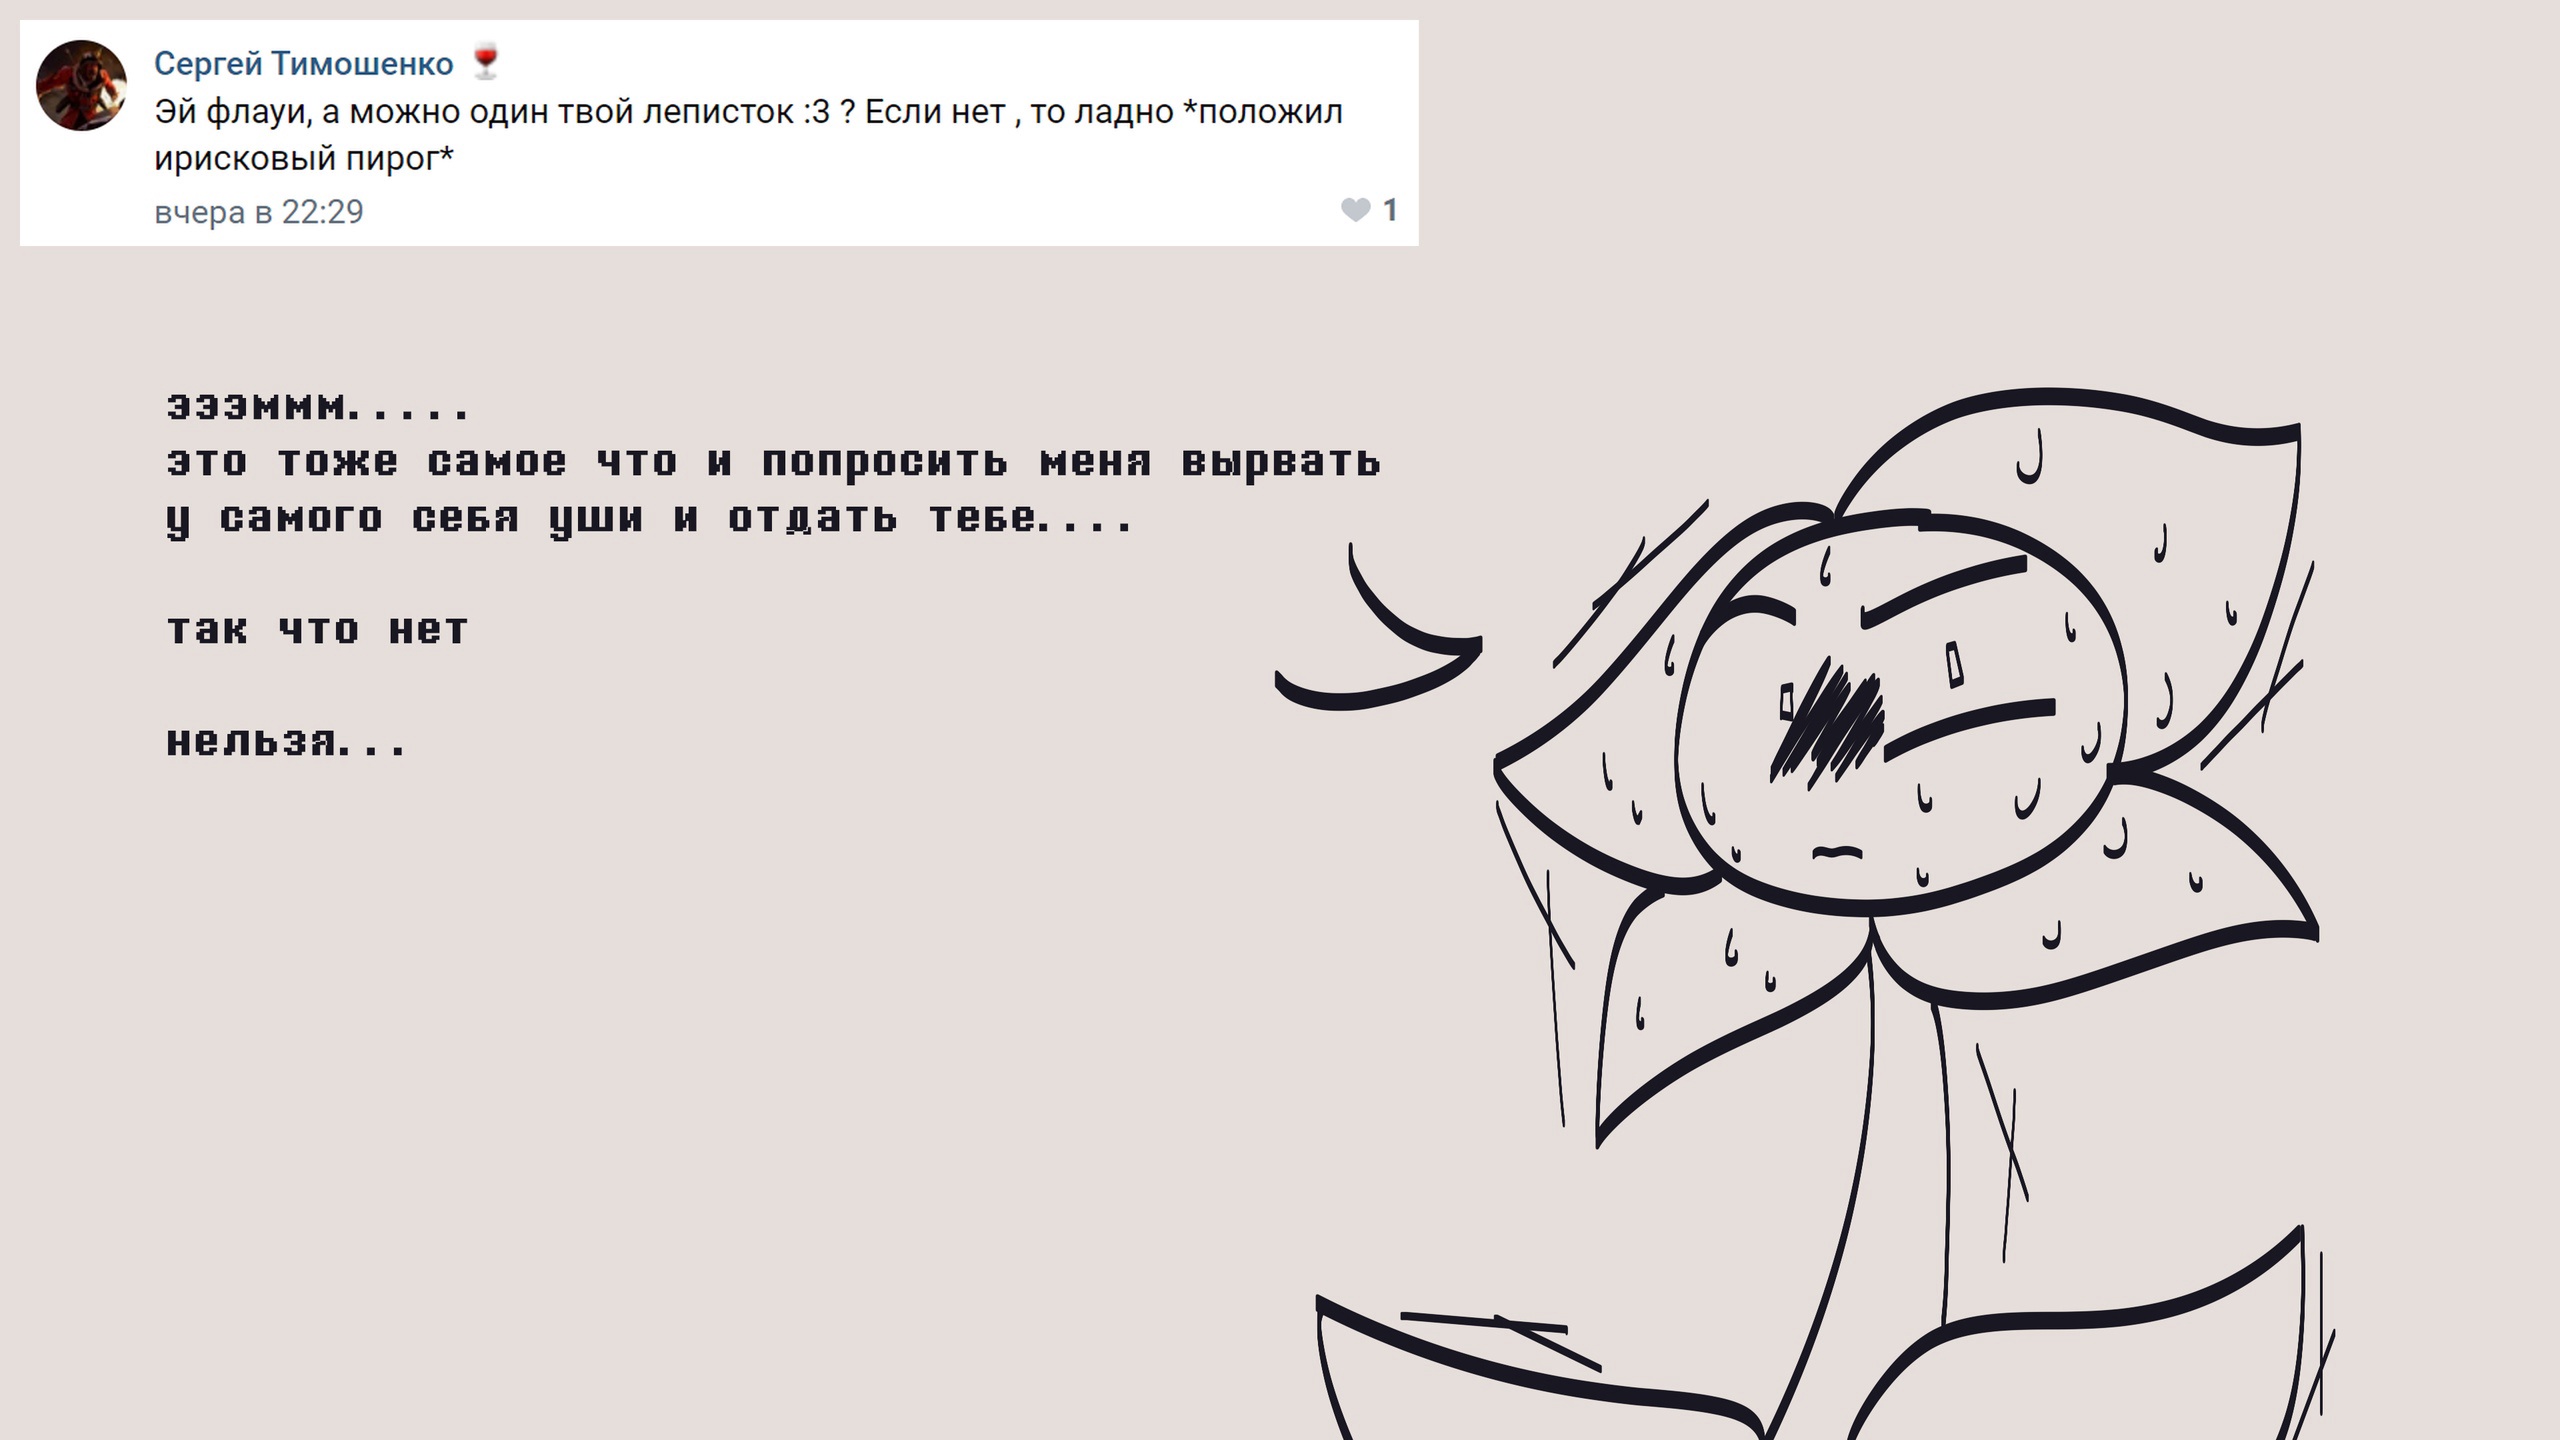 Сергей Тимошенко 🍷
Эй флауи, а можно один твой леписток :3 ? Если нет , то ладно *положил
ирисковый пирог*
вчера в 22:29
1
эээммм.....
это тоже самое что и попросить меня вырвать
у самого себя уши и отдать тебе....
так что нет
нельзя...